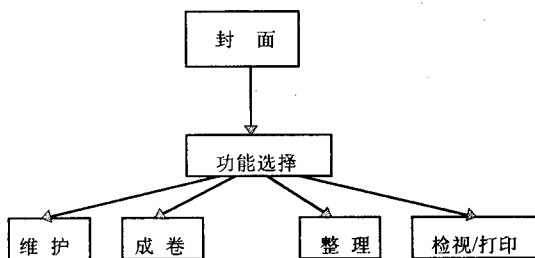 封 面
功能选择
维 护
成 卷
整 理
检视/打印